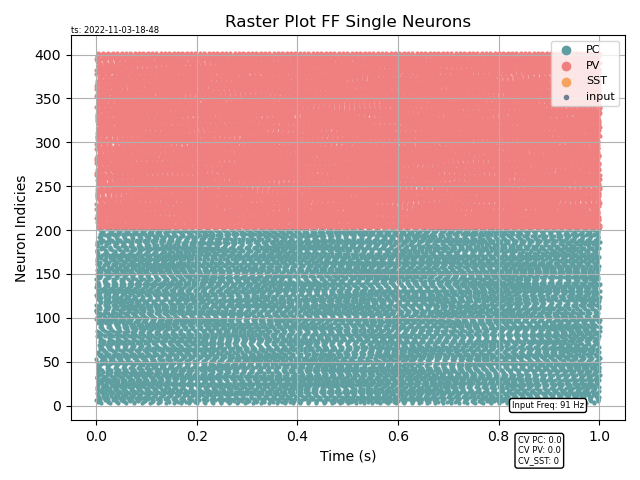 Raster Plot FF Single Neurons
ts: 2022-11-03-18-48
PC
PV
SST
input
400
350
300
250
200
150
100
50
0
Neuron Indicies
Input Freq: 91 Hz
0.0 0.2 0.4 0.6 0.8 1.0
Time (s)
CV PC: 0.0
CV PV: 0.0
CV_SST: 0